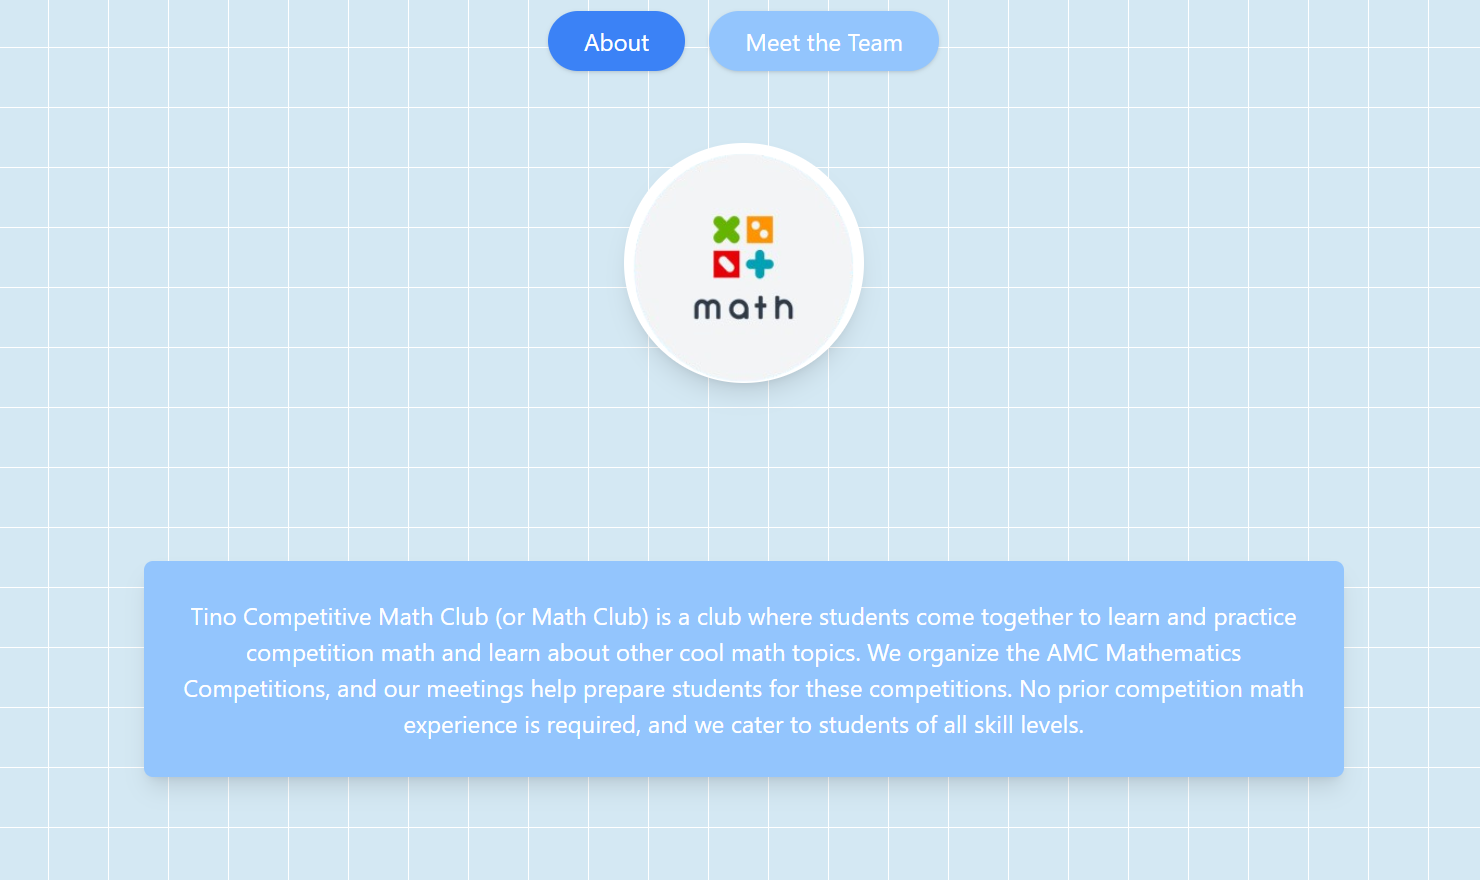 About
Meet the Team
math
Tino Competitive Math Club (or Math Club) is a club where students come together to learn and practice
competition math and learn about other cool math topics. We organize the AMC Mathematics
Competitions, and our meetings help prepare students for these competitions. No prior competition math
experience is required, and we cater to students of all skill levels.